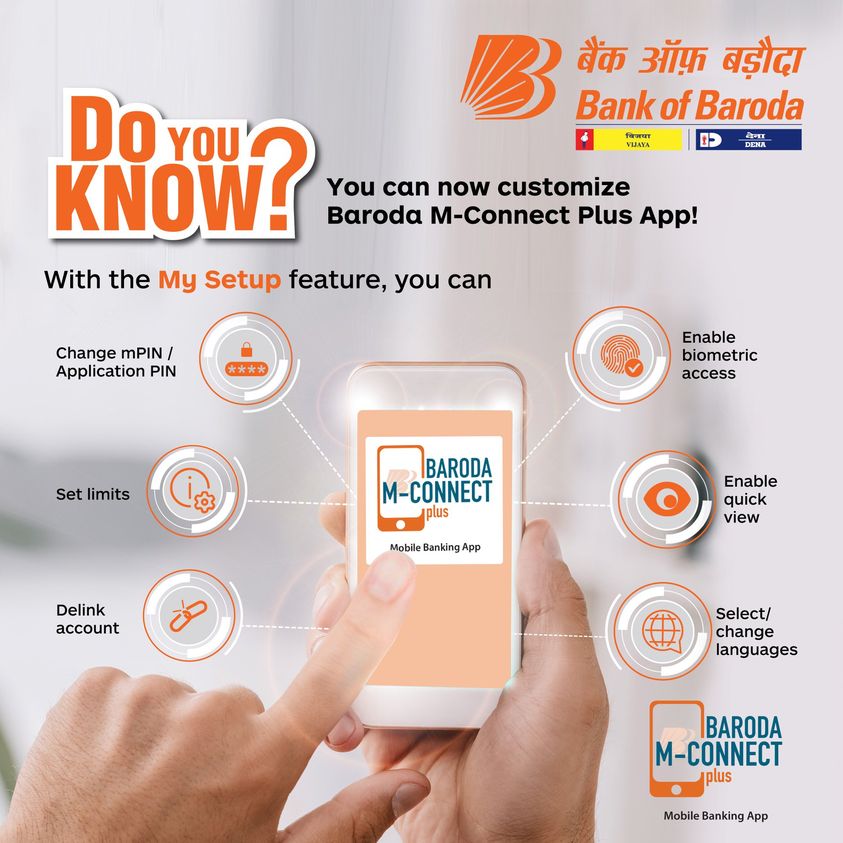 बैंक ऑफ़ बड़ौदा
Bank of Baroda
विजया
VIJAYA
देना
DENA
Do YOU
KNOW?
You can now customize
Baroda M-Connect Plus App!
With the My Setup feature, you can
Change mPIN /
Application PIN
****
Enable
biometric
access
Set limits
Enable
quick
view
Delink
account
Select/
change
languages
BARODA
M-CONNECT
plus
Mobile Banking App
BARODA
M-CONNECT
plus
Mobile Banking App